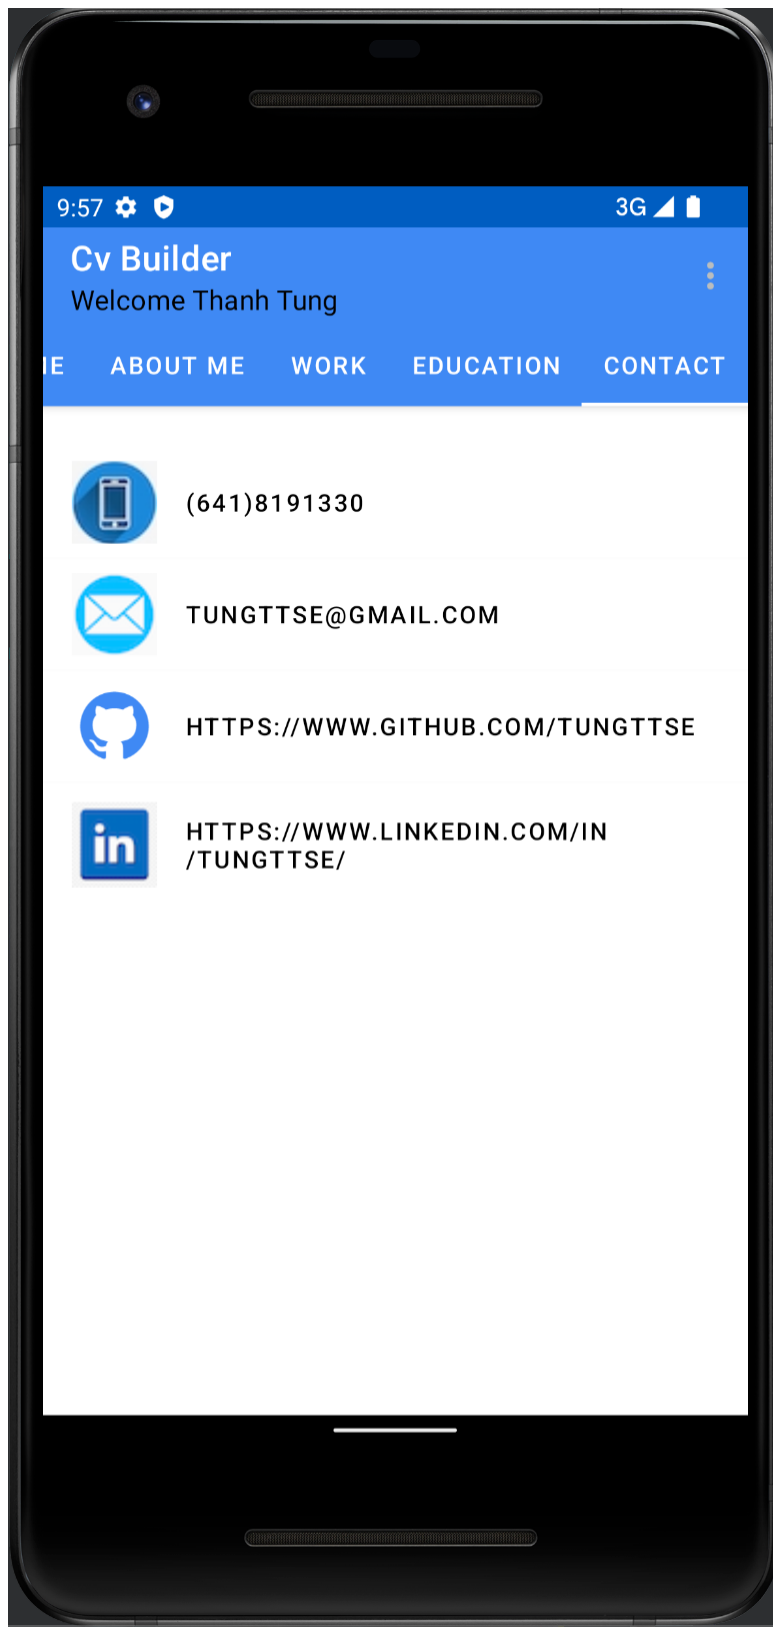 9:57 3G
Cv Builder
Welcome Thanh Tung
ABOUT ME WORK EDUCATION CONTACT
(641)8191330
TUNGTTSE@GMAIL.COM
HTTPS://WWW.GITHUB.COM/TUNGTTSE
in HTTPS://WWW.LINKEDIN.COM/IN
/TUNGTTSE/